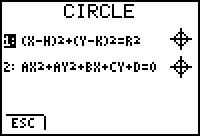 CIRCLE
1: (X-H)²+(Y-K)²=R²
2: AX²+AY²+BX+CY+D=0
ESC